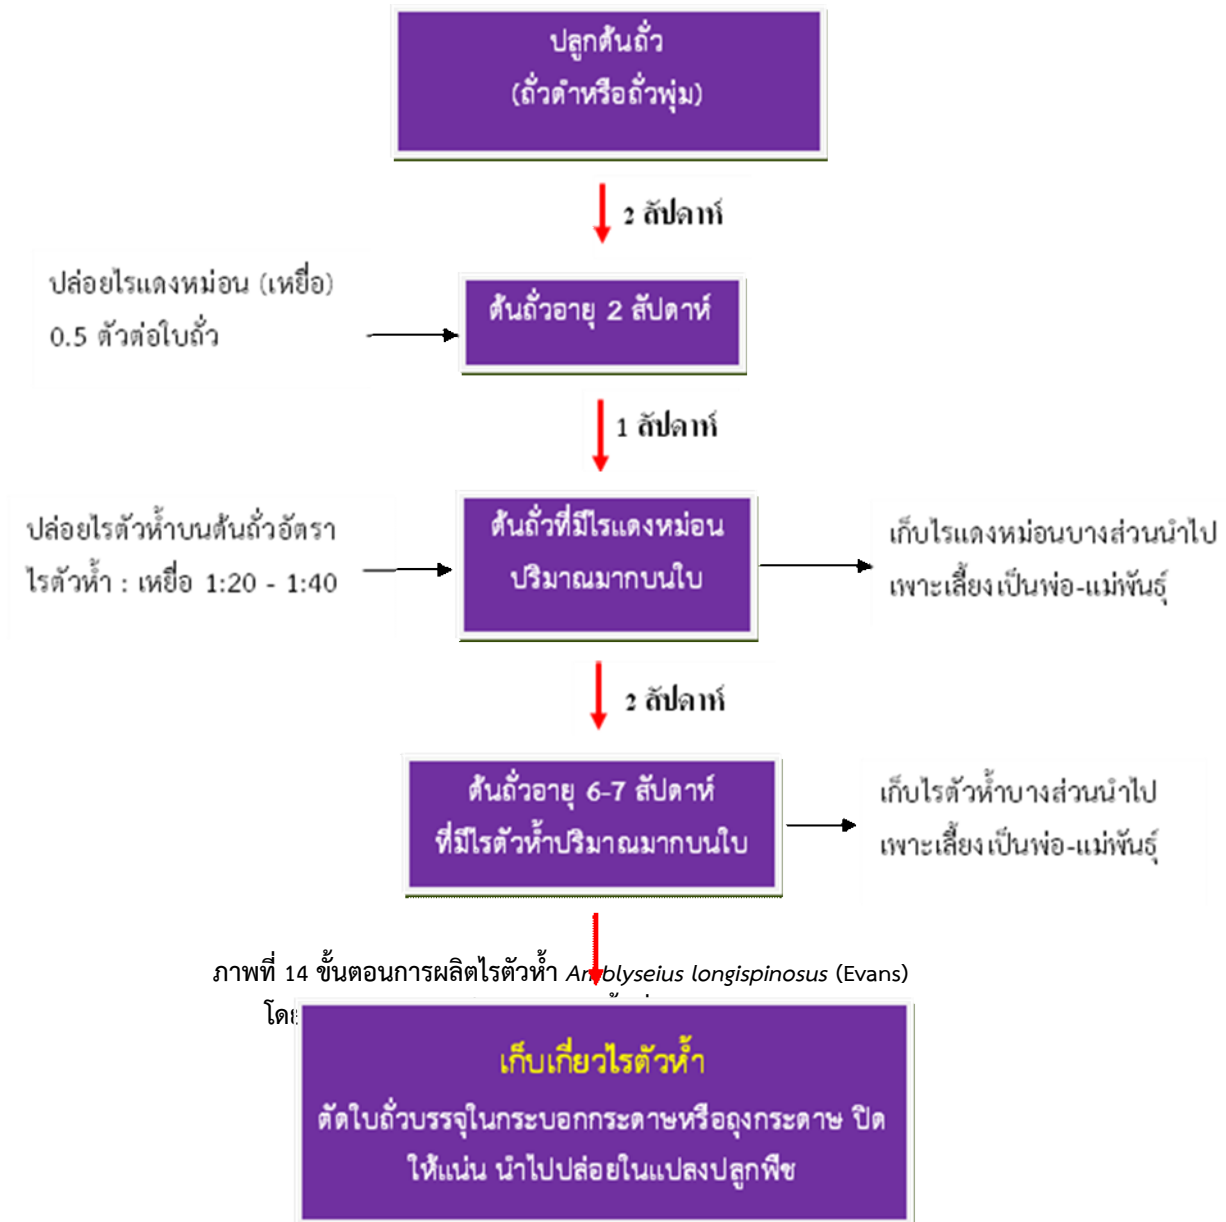 ปลูกต้นถั่ว
(ถั่วดำหรือถั่วพุ่ม)
2 สัปดาห์
ปล่อยไรแดงหม่อน (เหยื่อ)
0.5 ตัวต่อใบถั่ว
ต้นถั่วอายุ 2 สัปดาห์
1 สัปดาห์
ปล่อยไรตัวห้ำบนต้นถั่วอัตรา
ไรตัวห้ำ : เหยื่อ 1:20 - 1:40
ต้นถั่วที่มีไรแดงหม่อน
ปริมาณมากบนใบ
เก็บไรแดงหม่อนบางส่วนนำไป
เพาะเลี้ยงเป็นพ่อ-แม่พันธุ์
2 สัปดาห์
ต้นถั่วอายุ 6-7 สัปดาห์
ที่มีไรตัวห้ำปริมาณมากบนใบ
เก็บไรตัวห้ำบางส่วนนำไป
เพาะเลี้ยงเป็นพ่อ-แม่พันธุ์
ภาพที่ 14 ขั้นตอนการผลิตไรตัวห้ำ Amblyseius longispinosus (Evans)
เก็บเกี่ยวไรตัวห้ำ
ตัดใบถั่วบรรจุในกระบอกกระดาษหรือถุงกระดาษ ปิด
ให้แน่น นำไปปล่อยในแปลงปลูกพืช